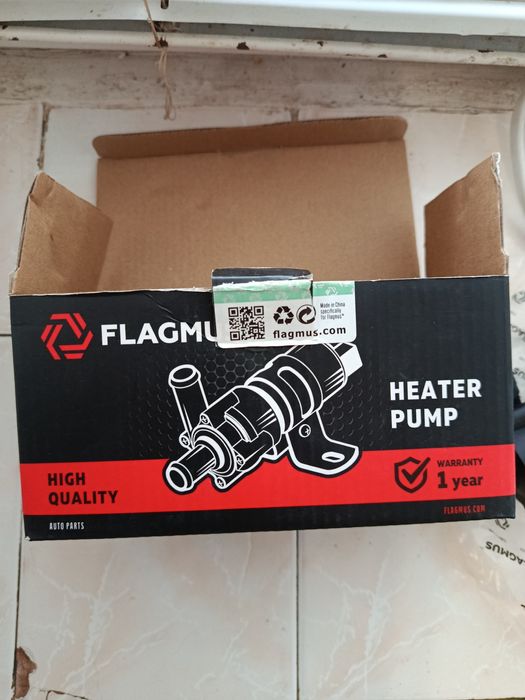 FLAGMUS
Made in China
specifically
for Flagmus™
flagmus.com
HEATER
PUMP
HIGH
QUALITY
WARRANTY
1 year
AUTO PARTS
FLAGMUS.COM
FLAGMUS